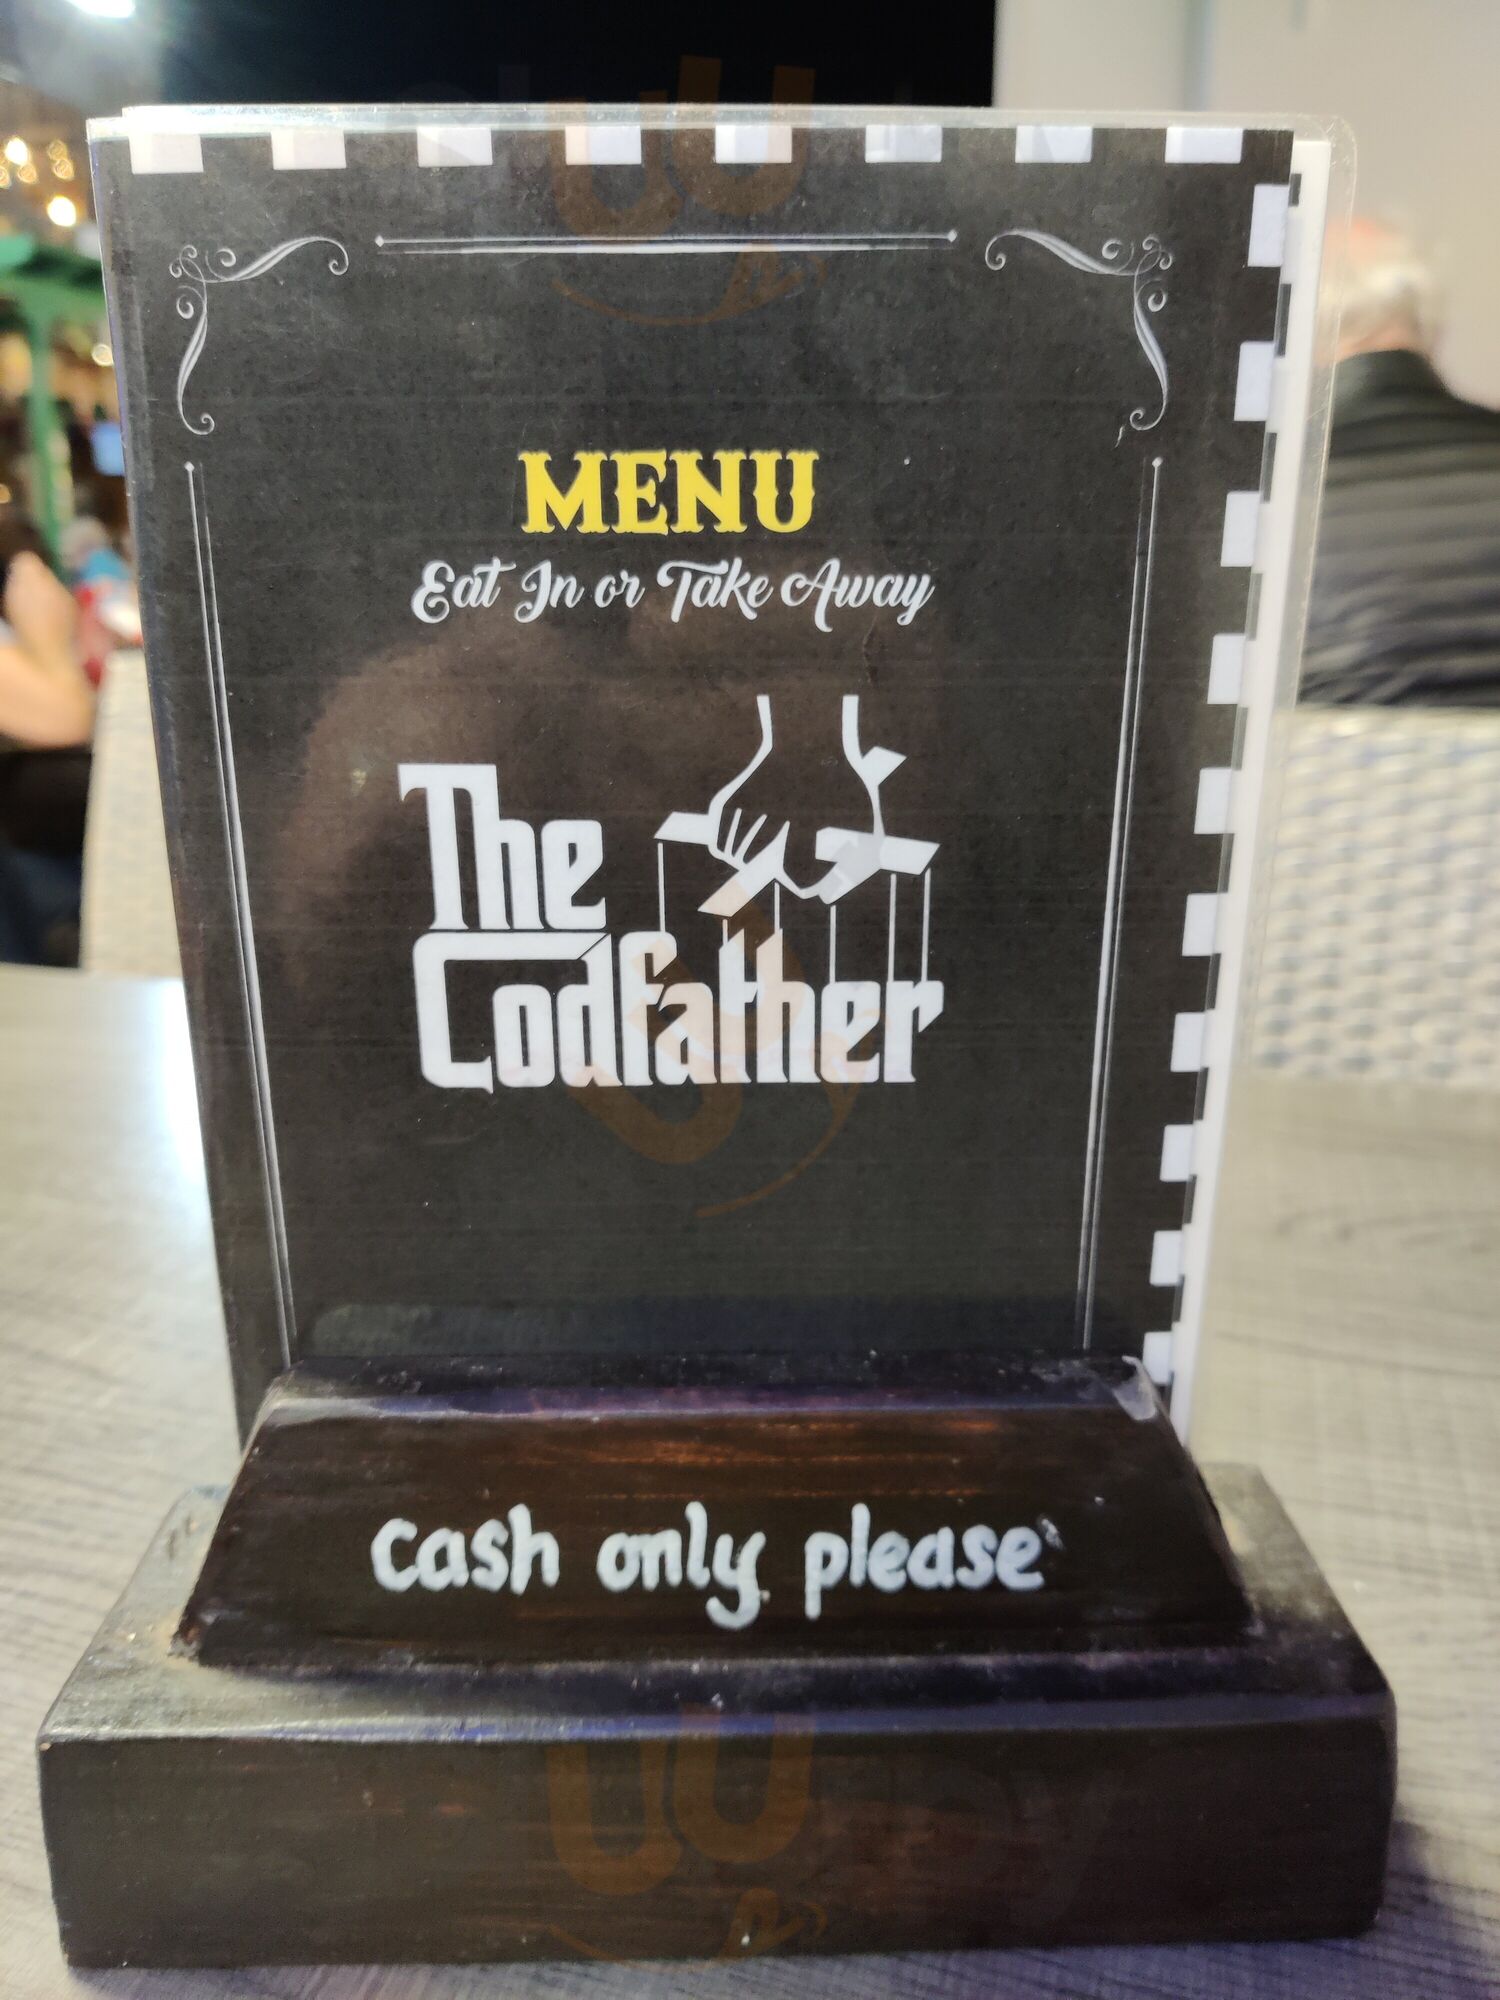 MENU
Eat In or Take Away
The
Codfather
cash only please